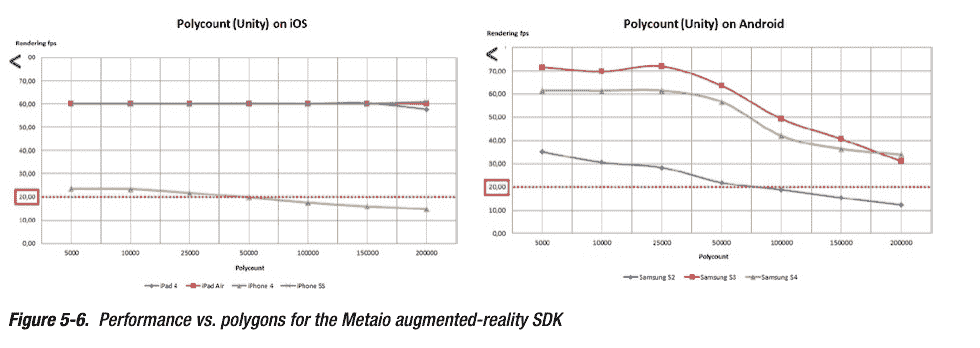 Polycount (Unity) on iOS
Rendering fps
<
00
70,00
60,00
50,00
40,00
30,00
20,00
10,00
0,00
5000 10000 25000 50000 100000 150000 200000
Polycount
iPad 4 iPad Air iPhone 4 iPhone 5S
Polycount (Unity) on Android
Rendering fps
<
70,00
60,00
50,00
40,00
30,00
20,00
10,00
0,00
5000 10000 25000 50000 100000 150000 200000
Polycount
Samsung S2 Samsung S3 Samsung S4
Figure 5-6. Performance vs. polygons for the Metaio augmented-reality SDK